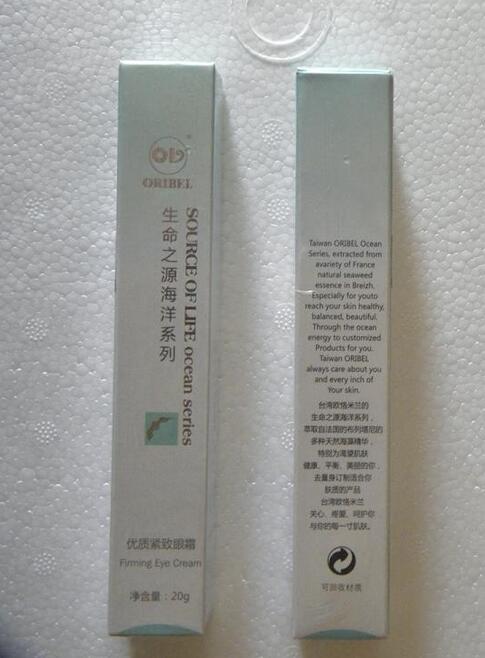 ORIBEL
SOURCE OF LIFE ocean series
生命之源海洋系列
优质紧致眼霜
Firming Eye Cream
净含量：20g
Taiwan ORIBEL Ocean
Series, extracted from
avariety of France
natural seaweed
essence in Breizh.
Especially for youto
reach your skin healthy,
balanced, beautiful.
Through the ocean
energy to customized
Products for you.
Taiwan ORIBEL
always care about you
and every inch of
Your skin.
台湾欧恪米兰的
生命之源海洋系列，
萃取自法国的布列塔尼的
多种天然海藻精华，
特别为渴望肌肤
健康、平衡、美丽的你，
去量身订制适合你
肤质的产品
台湾欧恪米兰
关心、疼爱、呵护你
与你的每一寸肌肤。
可回收材质